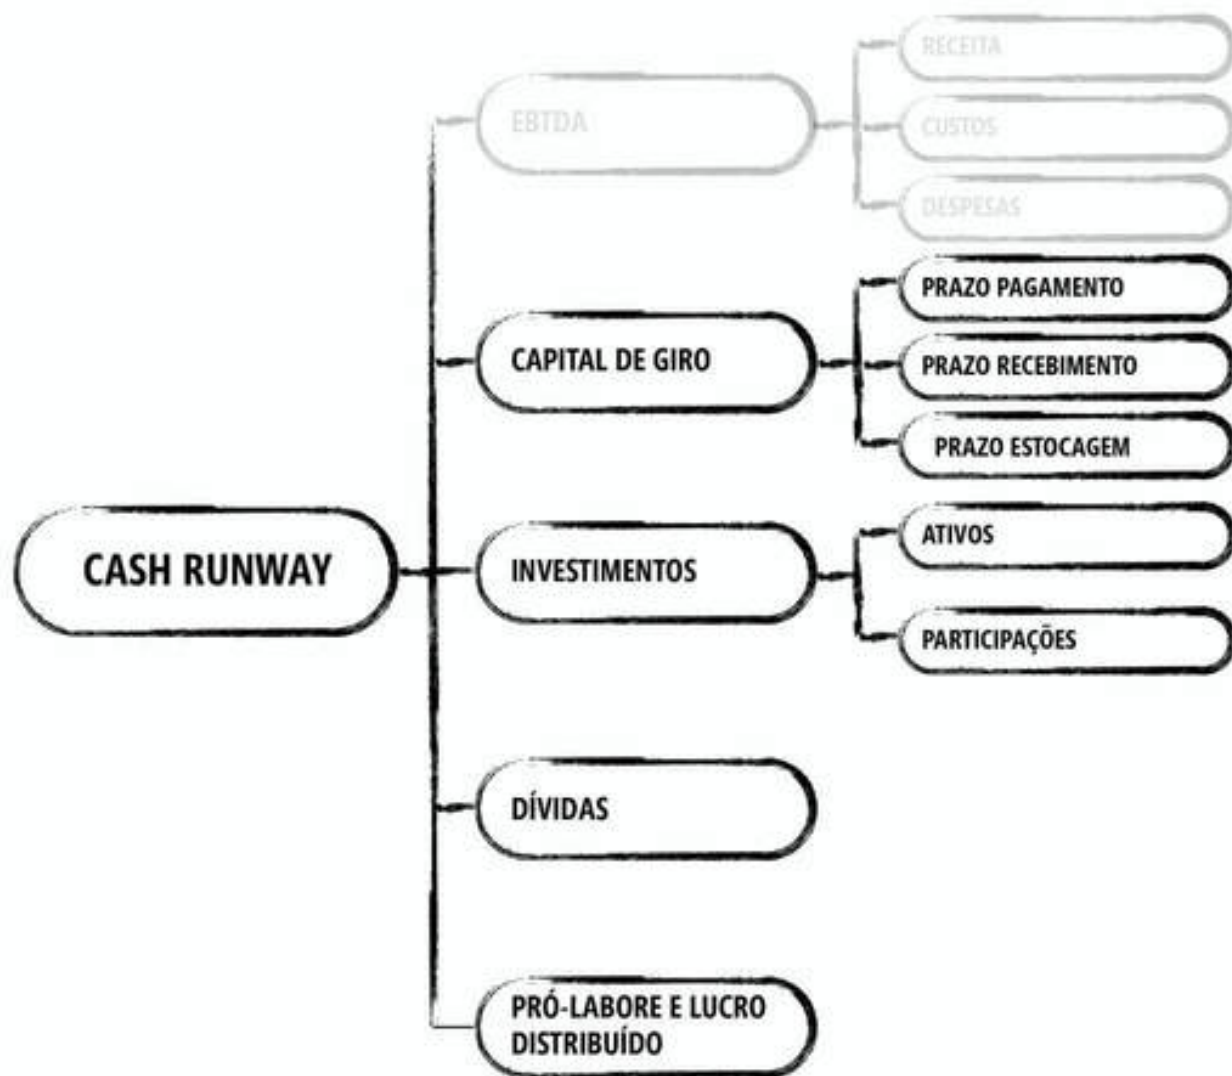 RECEITA
EBTDA
CUSTOS
DESPESAS
PRAZO PAGAMENTO
CAPITAL DE GIRO
PRAZO RECEBIMENTO
PRAZO ESTOCAGEM
CASH RUNWAY
INVESTIMENTOS
ATIVOS
PARTICIPAÇÕES
DÍVIDAS
PRÓ-LABORE E LUCRO
DISTRIBUÍDO